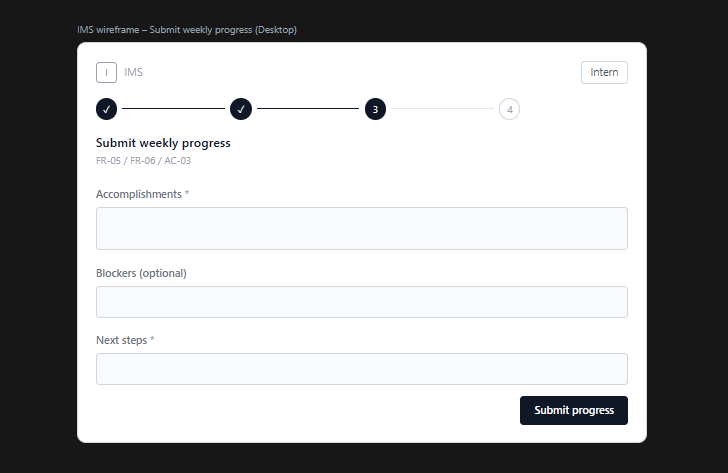 IMS wireframe – Submit weekly progress (Desktop)
I IMS Intern
✓ ✓ 3 4
Submit weekly progress
FR-05 / FR-06 / AC-03
Accomplishments *
Blockers (optional)
Next steps *
Submit progress